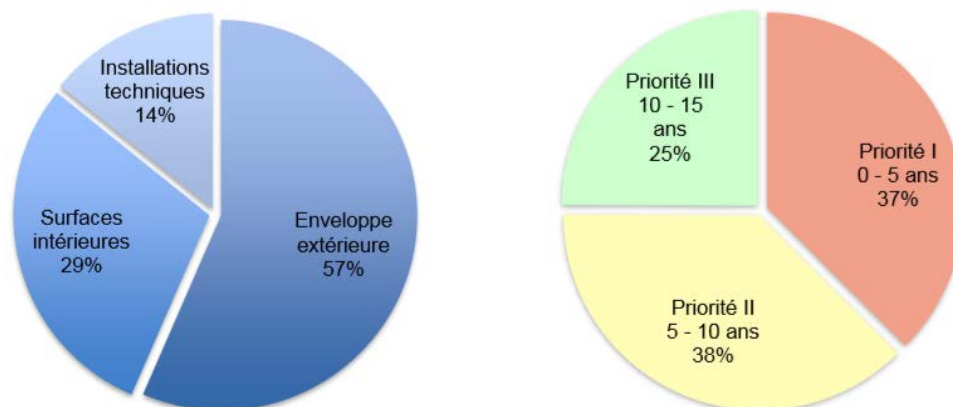 Installations
techniques
14%
Surfaces
intérieures
29%
Enveloppe
extérieure
57%
Priorité III
10 - 15
ans
25%
Priorité I
0 - 5 ans
37%
Priorité II
5 - 10 ans
38%